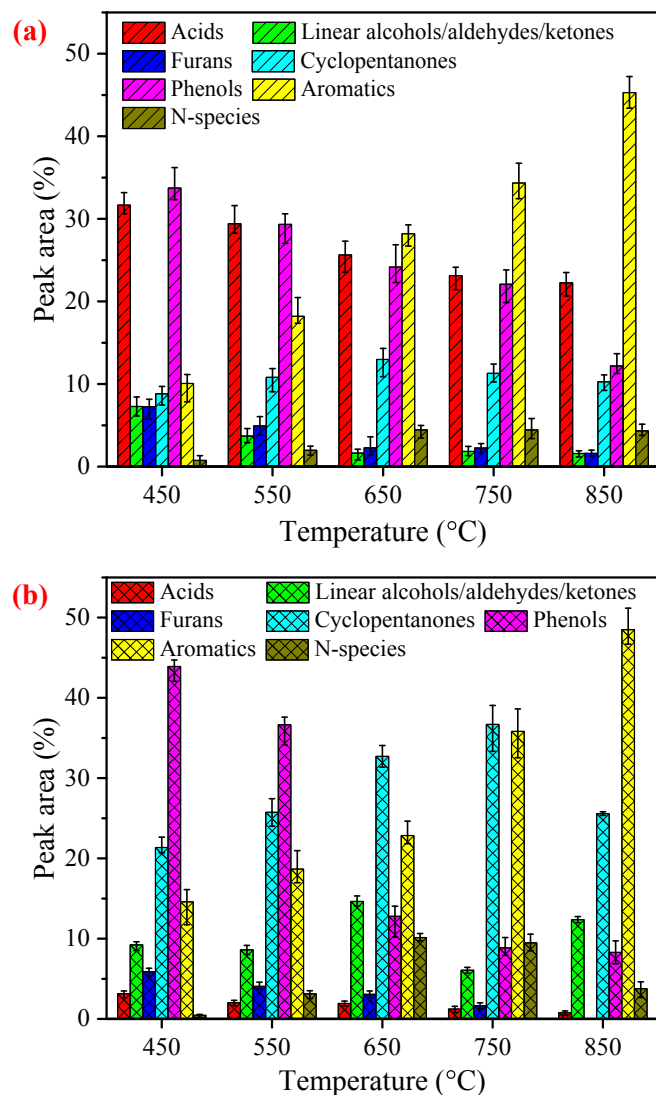 (a)
Acids Linear alcohols/aldehydes/ketones
Furans Cyclopentanones
Phenols Aromatics
N-species
50
40
30
20
10
0
Peak area (%)
450 550 650 750 850
Temperature (°C)
(b)
Acids Linear alcohols/aldehydes/ketones
Furans Cyclopentanones Phenols
Aromatics N-species
50
40
30
20
10
0
Peak area (%)
450 550 650 750 850
Temperature (°C)